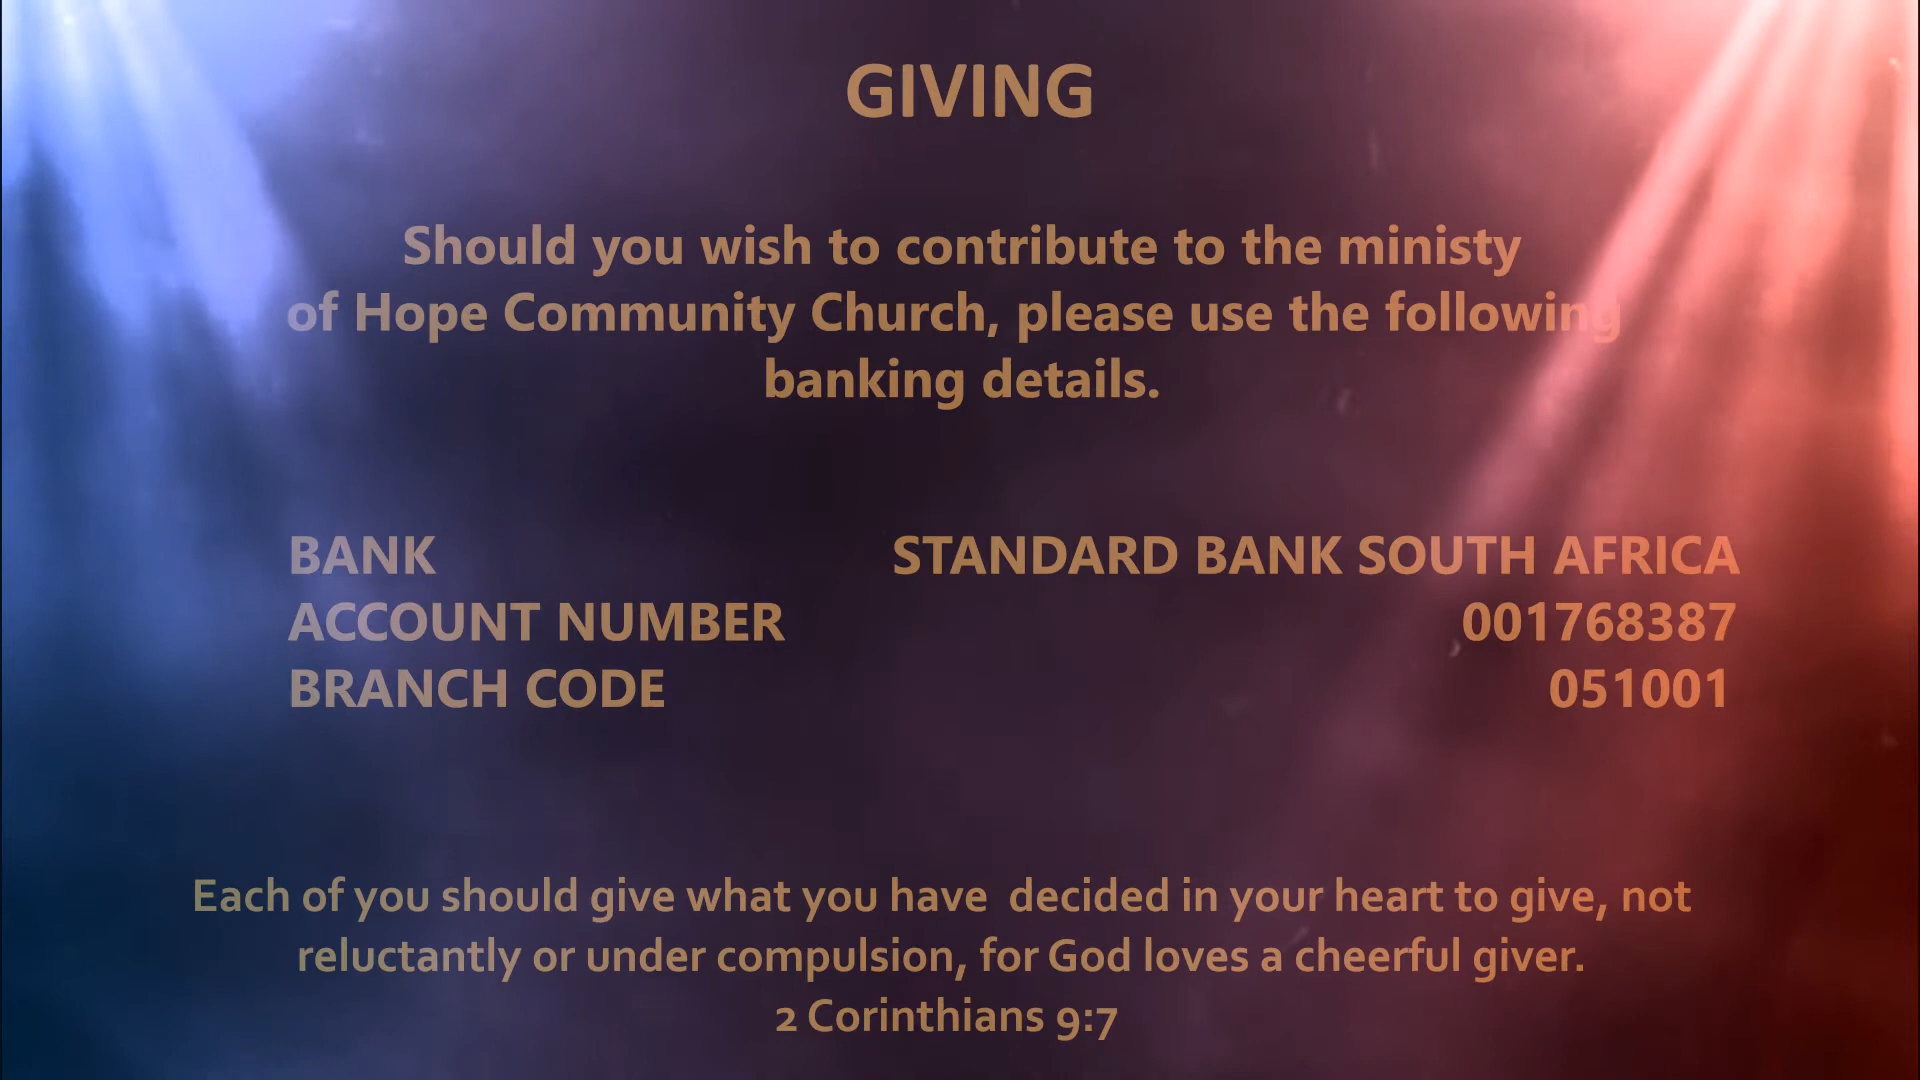 GIVING
Should you wish to contribute to the ministy
of Hope Community Church, please use the following
banking details.
BANK STANDARD BANK SOUTH AFRICA
ACCOUNT NUMBER 001768387
BRANCH CODE 051001
Each of you should give what you have decided in your heart to give, not
reluctantly or under compulsion, for God loves a cheerful giver.
2 Corinthians 9:7